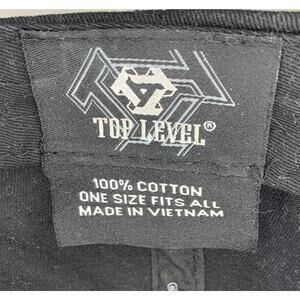 TOP LEVEL®
100% COTTON
ONE SIZE FITS ALL
MADE IN VIETNAM